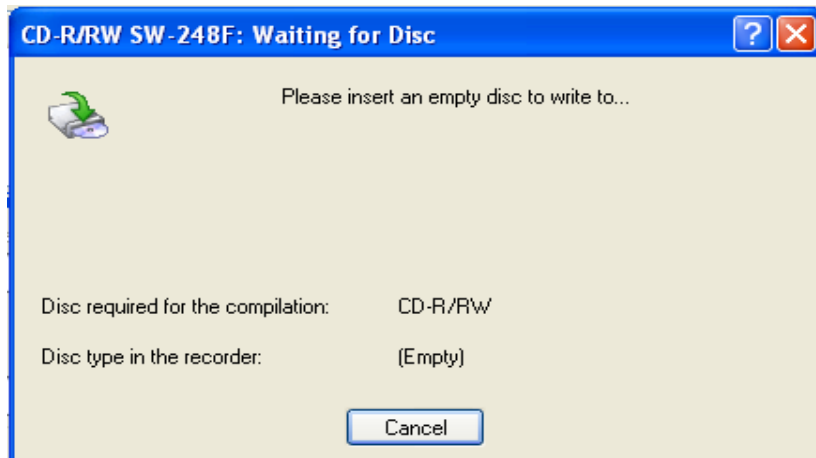 CD-R/RW SW-248F: Waiting for Disc
Please insert an empty disc to write to...
Disc required for the compilation: CD-R/RW
Disc type in the recorder: (Empty)
Cancel